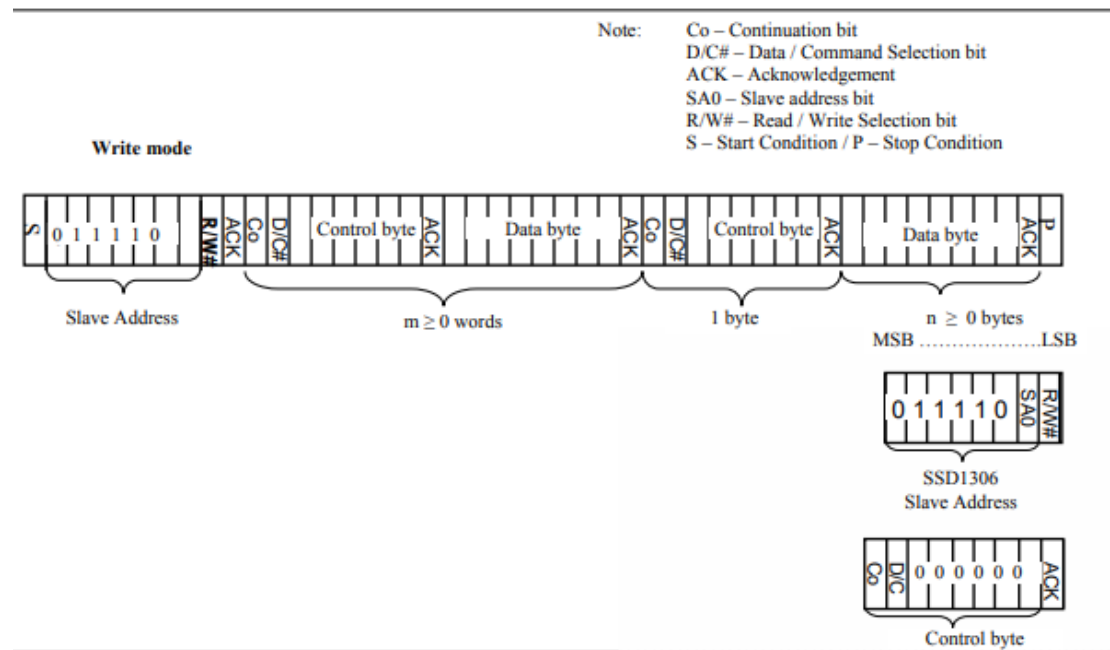 Note: Co – Continuation bit
D/C# – Data / Command Selection bit
ACK – Acknowledgement
SA0 – Slave address bit
R/W# – Read / Write Selection bit
S – Start Condition / P – Stop Condition
Write mode
S 0 1 1 1 1 0 R/W# ACK Co D/C# Control byte ACK Data byte ACK Co D/C# Control byte ACK Data byte ACK P
Slave Address m ≥ 0 words 1 byte n ≥ 0 bytes
MSB ……………….LSB
0 1 1 1 1 0 SA0 R/W#
SSD1306
Slave Address
Co D/C 0 0 0 0 0 0 ACK
Control byte